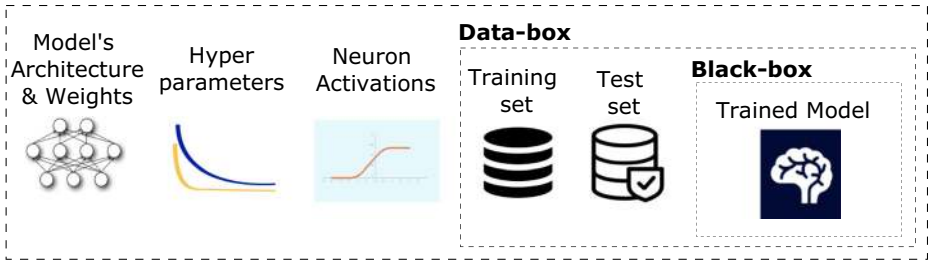 Model's
Architecture
& Weights
Hyper
parameters
Neuron
Activations
Data-box
Training
set
Test
set
Black-box
Trained Model